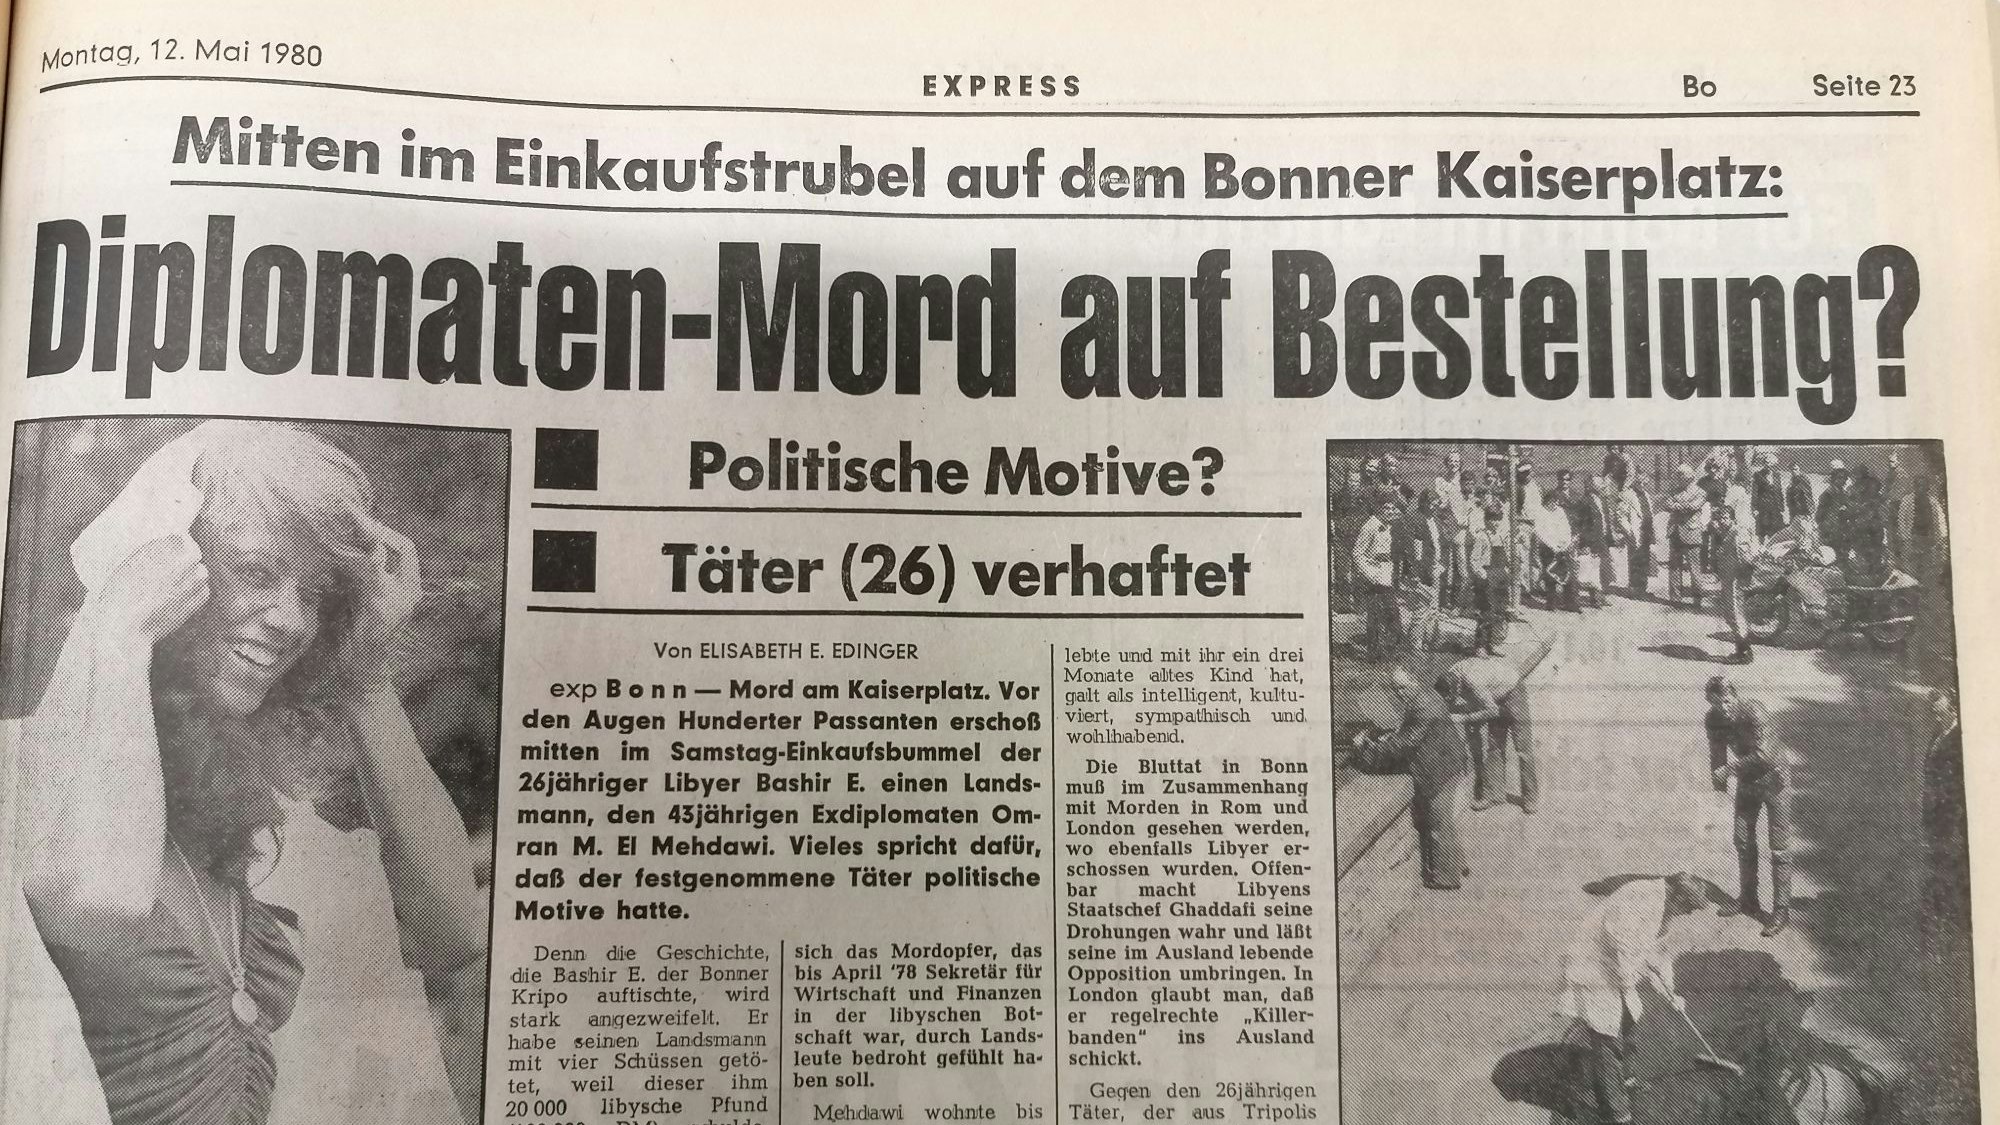 Montag, 12. Mai 1980
EXPRESS
Bo
Seite 23
Mitten im Einkaufstrubel auf dem Bonner Kaiserplatz:
Diplomaten-Mord auf Bestellung?
Politische Motive?
Täter (26) verhaftet
Von ELISABETH E. EDINGER
exp Bonn — Mord am Kaiserplatz. Vor
den Augen Hunderter Passanten erschoß
mitten im Samstag-Einkaufsbummel der
26jähriger Libyer Bashir E. einen Lands-
mann, den 43jährigen Exdiplomaten Om-
ran M. El Mehdawi. Vieles spricht dafür,
daß der festgenommene Täter politische
Motive hatte.
Denn die Geschichte,
die Bashir E. der Bonner
Kripo auftischte, wird
stark angezweifelt. Er
habe seinen Landsmann
mit vier Schüssen getö-
tet, weil dieser ihm
20 000 libysche Pfund
sich das Mordopfer, das
bis April '78 Sekretär für
Wirtschaft und Finanzen
in der libyschen Bot-
schaft war, durch Lands-
leute bedroht gefühlt ha-
ben soll.
Mehdawi wohnte bis
lebte und mit ihr ein drei
Monate altes Kind hat,
galt als intelligent, kulti-
viert, sympathisch und
wohlhabend.
Die Bluttat in Bonn
muß im Zusammenhang
mit Morden in Rom und
London gesehen werden,
wo ebenfalls Libyer er-
schossen wurden. Offen-
bar macht Libyens
Staatschef Ghaddafi seine
Drohungen wahr und läßt
seine im Ausland lebende
Opposition umbringen. In
London glaubt man, daß
er regelrechte „Killer-
banden" ins Ausland
schickt.
Gegen den 26jährigen
Täter, der aus Tripolis